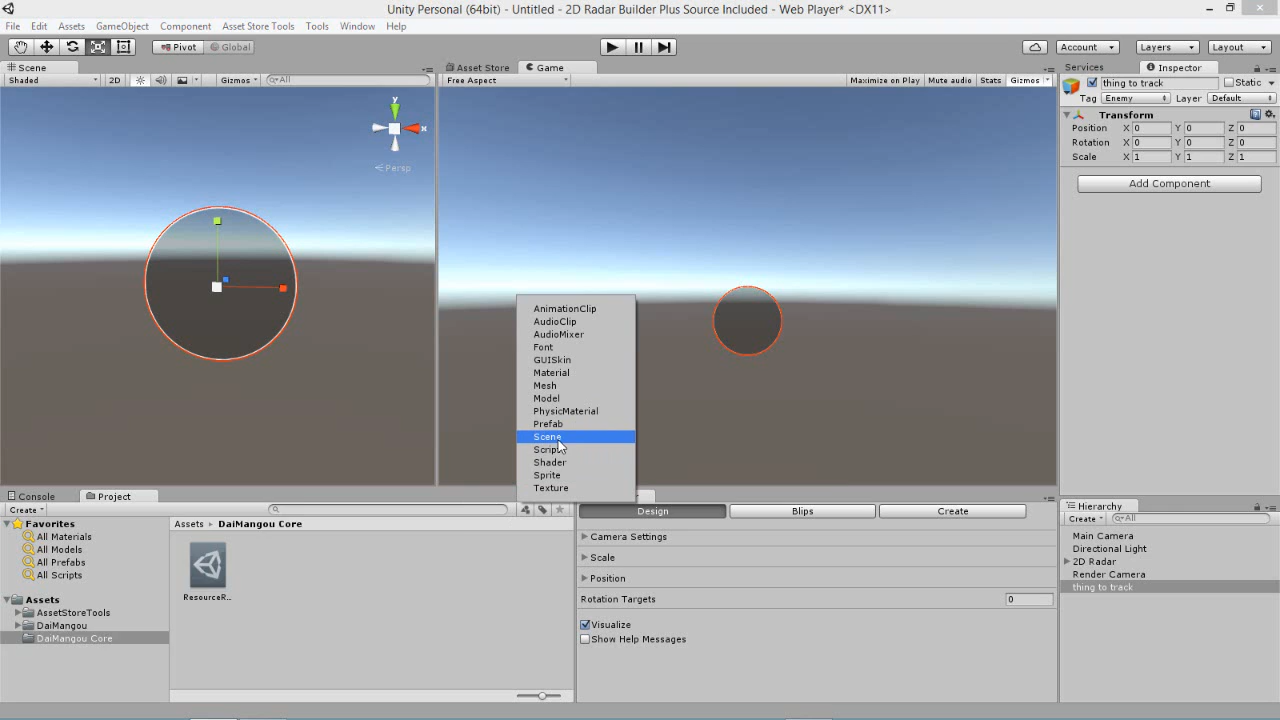 Unity Personal (64bit) - Untitled - 2D Radar Builder Plus Source Included - Web Player* <DX11>
File Edit Assets GameObject Component Asset Store Tools Tools Window Help
Pivot Global Account Layers Layout
Scene
Shaded 2D Gizmos All
y
x
Persp
Asset Store Game
Free Aspect Maximize on Play Mute audio Stats Gizmos
AnimationClip
AudioClip
AudioMixer
Font
GUISkin
Material
Mesh
Model
PhysicMaterial
Prefab
Scene
Script
Shader
Sprite
Texture
Services Inspector
thing to track Static
Tag Enemy Layer Default
Transform
Position X 0 Y 0 Z 0
Rotation X 0 Y 0 Z 0
Scale X 1 Y 1 Z 1
Add Component
Console Project
Create
Favorites
All Materials
All Models
All Prefabs
All Scripts
Assets
AssetStoreTools
DaiMangou
DaiMangou Core
Assets DaiMangou Core
ResourceR...
Design Blips Create
Camera Settings
Scale
Position
Rotation Targets 0
Visualize
Show Help Messages
Hierarchy
Create All
Main Camera
Directional Light
2D Radar
Render Camera
thing to track